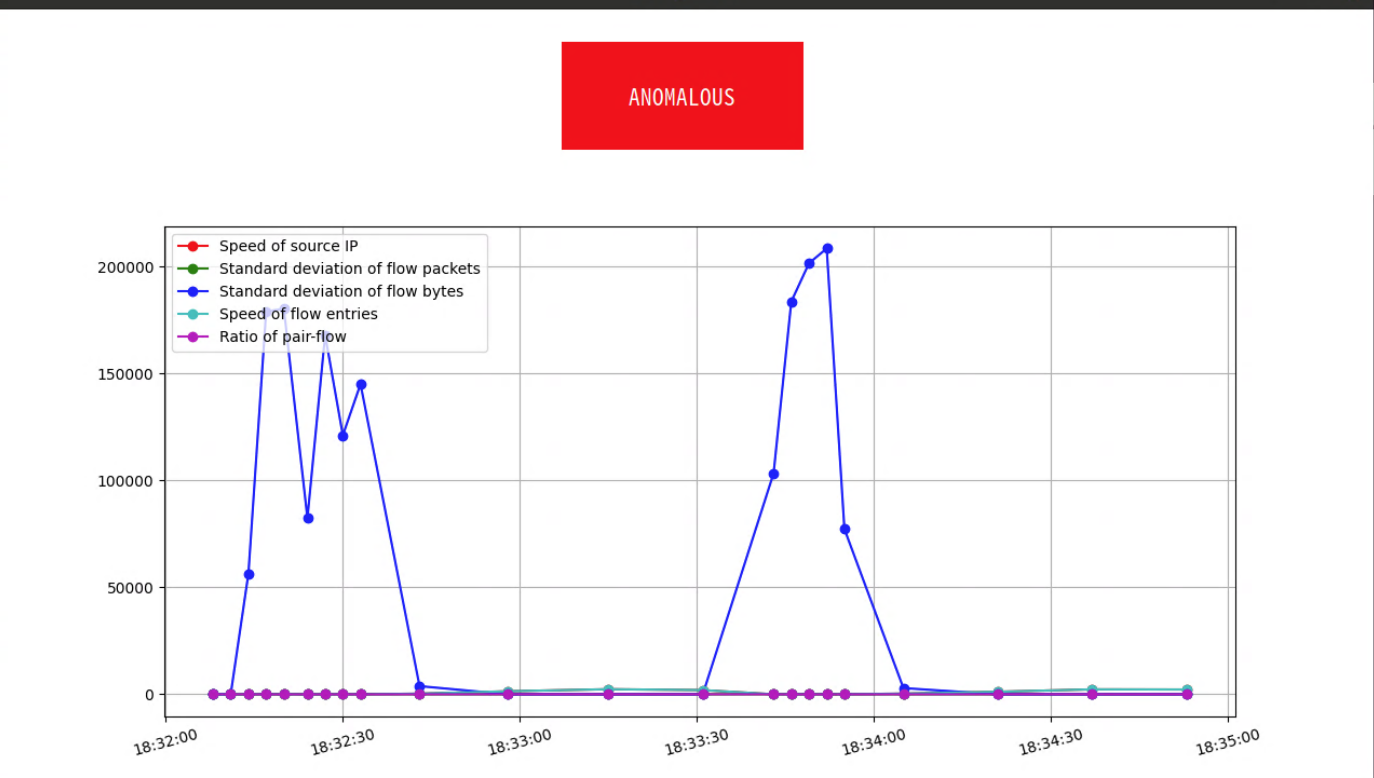 ANOMALOUS
Speed of source IP
Standard deviation of flow packets
Standard deviation of flow bytes
Speed of flow entries
Ratio of pair-flow
200000
150000
100000
50000
0
18:32:00
18:32:30
18:33:00
18:33:30
18:34:00
18:34:30
18:35:00